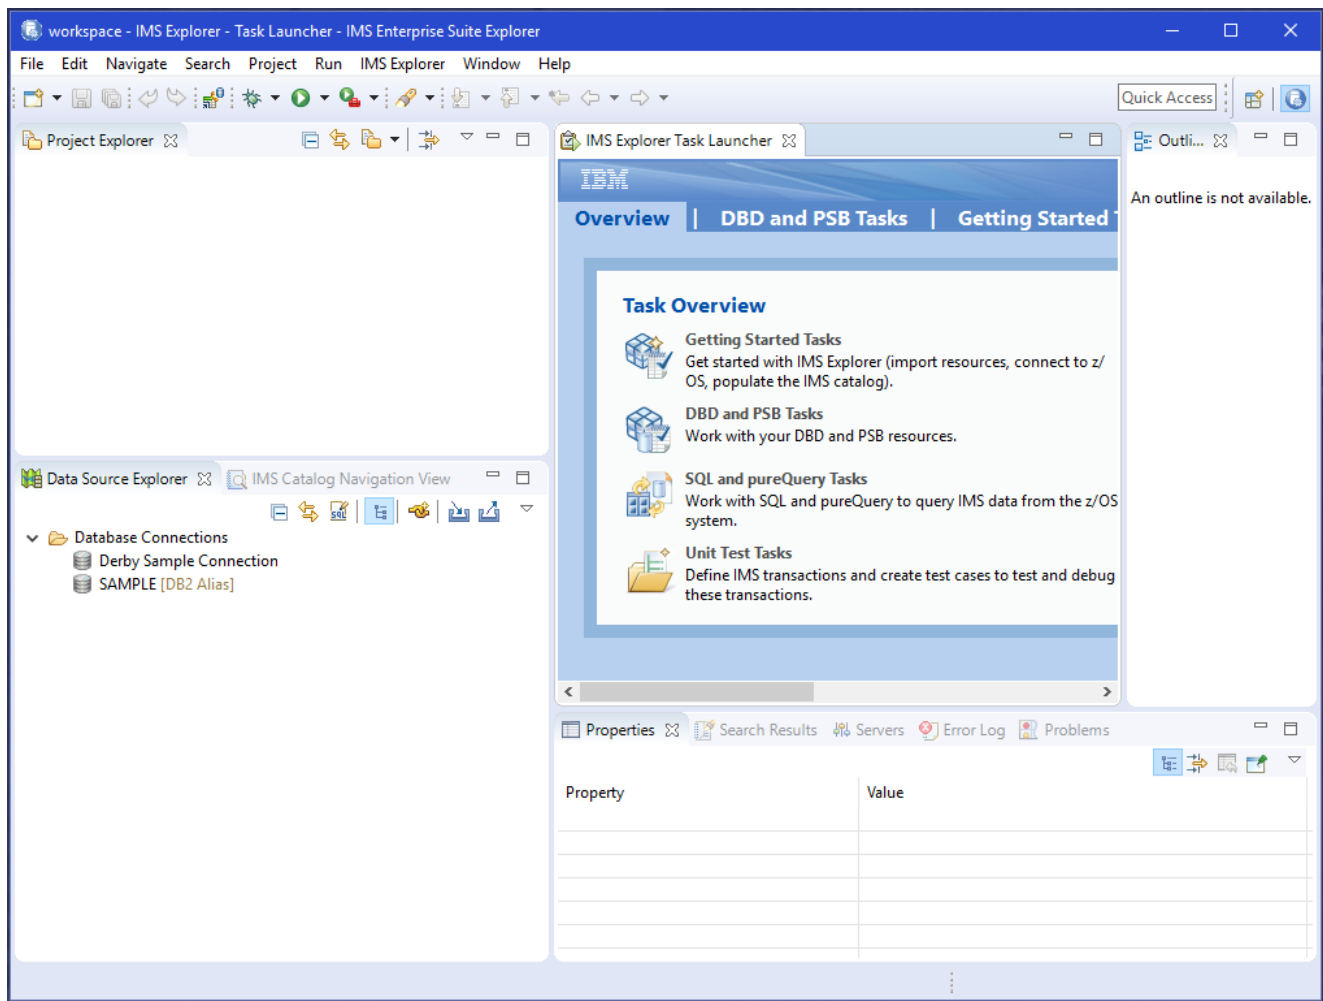 workspace - IMS Explorer - Task Launcher - IMS Enterprise Suite Explorer
File Edit Navigate Search Project Run IMS Explorer Window Help
Quick Access
Project Explorer
IMS Explorer Task Launcher
Outli...
An outline is not available.
IBM
Overview | DBD and PSB Tasks | Getting Started
Task Overview
Getting Started Tasks
Get started with IMS Explorer (import resources, connect to z/
OS, populate the IMS catalog).
DBD and PSB Tasks
Work with your DBD and PSB resources.
SQL and pureQuery Tasks
Work with SQL and pureQuery to query IMS data from the z/OS
system.
Unit Test Tasks
Define IMS transactions and create test cases to test and debug
these transactions.
Data Source Explorer
IMS Catalog Navigation View
SQL
Database Connections
Derby Sample Connection
SAMPLE [DB2 Alias]
Properties Search Results Servers Error Log Problems
Property Value